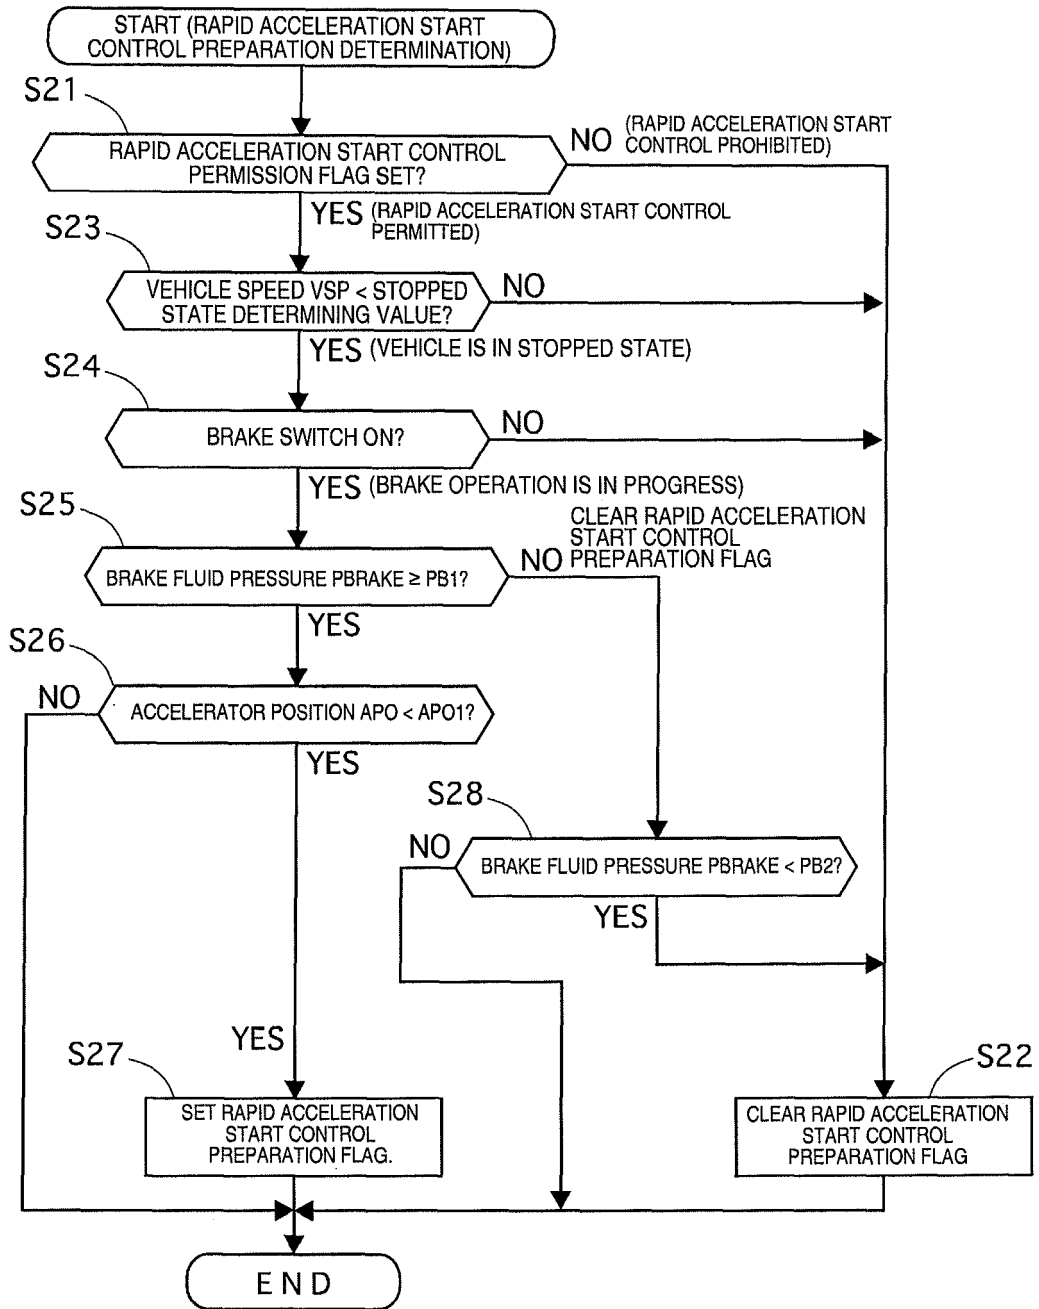 START (RAPID ACCELERATION START
CONTROL PREPARATION DETERMINATION)
S21
RAPID ACCELERATION START CONTROL
PERMISSION FLAG SET?
NO (RAPID ACCELERATION START
CONTROL PROHIBITED)
YES (RAPID ACCELERATION START CONTROL
PERMITTED)
S23
VEHICLE SPEED VSP < STOPPED
STATE DETERMINING VALUE?
NO
YES (VEHICLE IS IN STOPPED STATE)
S24
BRAKE SWITCH ON?
NO
YES (BRAKE OPERATION IS IN PROGRESS)
S25
BRAKE FLUID PRESSURE PBRAKE ≥ PB1?
CLEAR RAPID ACCELERATION
START CONTROL
NO PREPARATION FLAG
YES
S26
NO
ACCELERATOR POSITION APO < APO1?
YES
S28
NO
BRAKE FLUID PRESSURE PBRAKE < PB2?
YES
YES
S27
SET RAPID ACCELERATION
START CONTROL
PREPARATION FLAG.
S22
CLEAR RAPID ACCELERATION
START CONTROL
PREPARATION FLAG
END